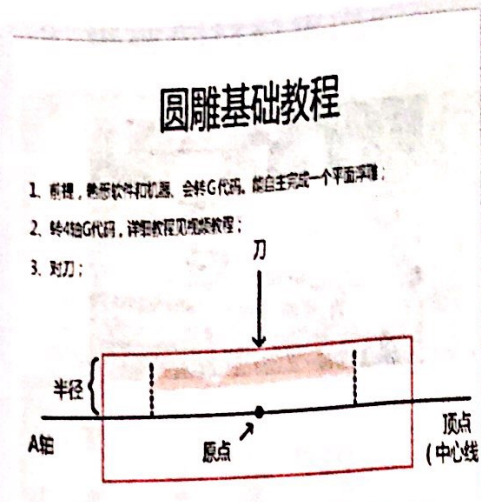 圆雕基础教程
1、前提，熟悉软件和机器、会转G代码。能自主完成一个平面浮雕；
2、转4轴G代码，详细教程见视频教程；
3、对刀；
刀
半径
A轴
原点
顶点
（中心线